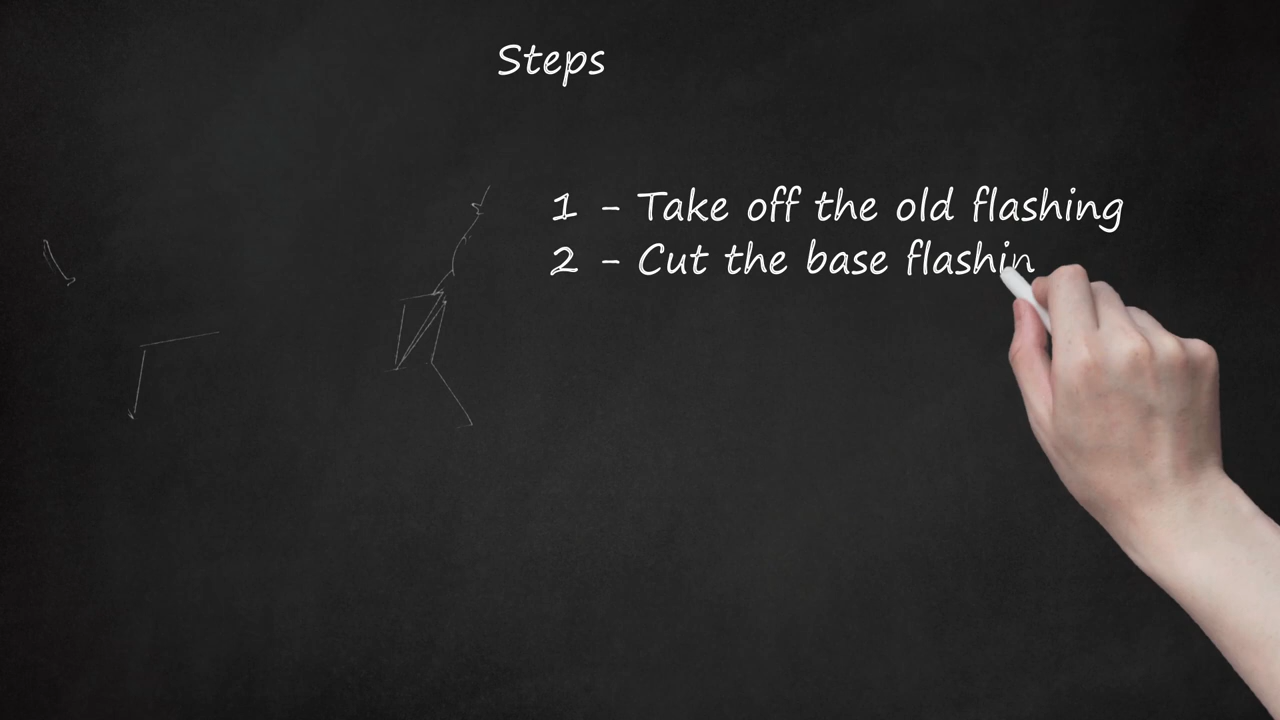 Steps
1 - Take off the old flashing
2 - Cut the base flashin